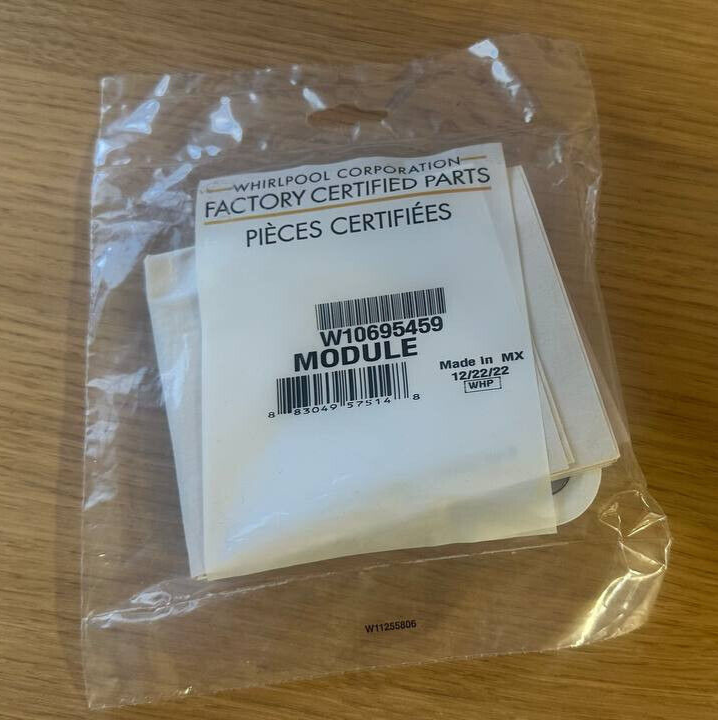 WHIRLPOOL CORPORATION
FACTORY CERTIFIED PARTS
PIÈCES CERTIFIÉES
W10695459
MODULE
Made in MX
12/22/22
WHP
8 83049 57514 8
W11255806